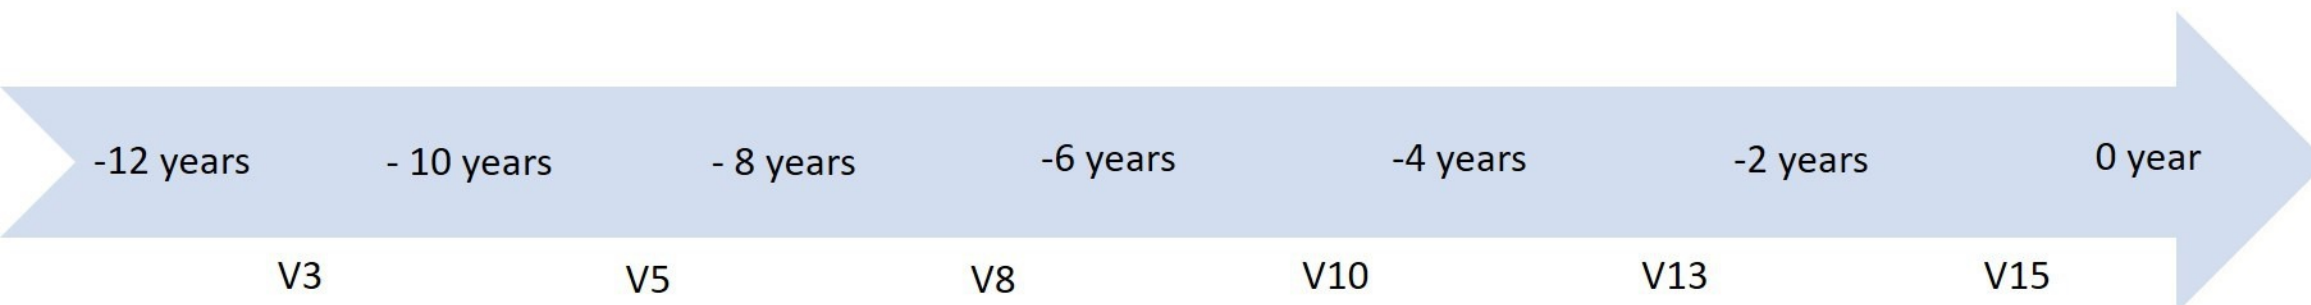 -12 years - 10 years - 8 years -6 years -4 years -2 years 0 year
V3 V5 V8 V10 V13 V15